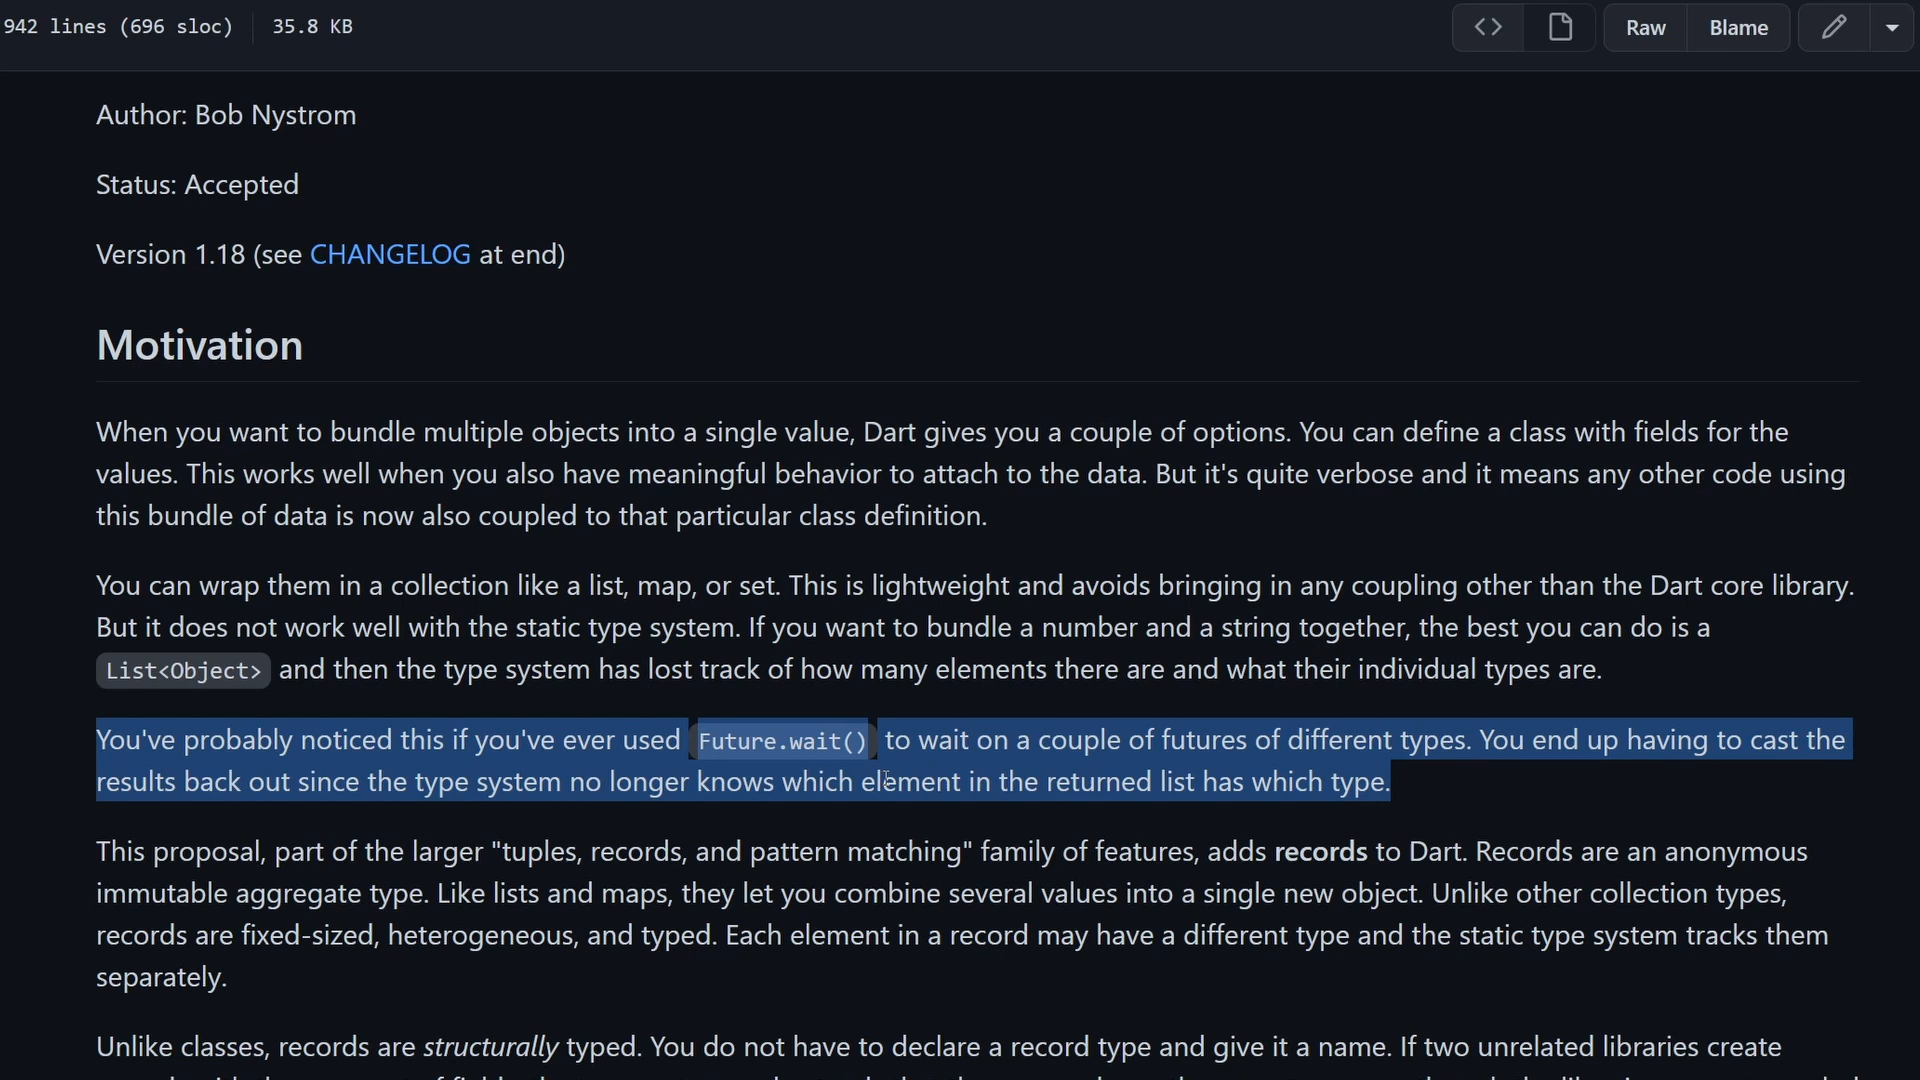 942 lines (696 sloc) 35.8 KB Raw Blame
Author: Bob Nystrom
Status: Accepted
Version 1.18 (see CHANGELOG at end)
Motivation
When you want to bundle multiple objects into a single value, Dart gives you a couple of options. You can define a class with fields for the
values. This works well when you also have meaningful behavior to attach to the data. But it's quite verbose and it means any other code using
this bundle of data is now also coupled to that particular class definition.
You can wrap them in a collection like a list, map, or set. This is lightweight and avoids bringing in any coupling other than the Dart core library.
But it does not work well with the static type system. If you want to bundle a number and a string together, the best you can do is a
List<Object> and then the type system has lost track of how many elements there are and what their individual types are.
You've probably noticed this if you've ever used Future.wait() to wait on a couple of futures of different types. You end up having to cast the
results back out since the type system no longer knows which element in the returned list has which type.
This proposal, part of the larger "tuples, records, and pattern matching" family of features, adds records to Dart. Records are an anonymous
immutable aggregate type. Like lists and maps, they let you combine several values into a single new object. Unlike other collection types,
records are fixed-sized, heterogeneous, and typed. Each element in a record may have a different type and the static type system tracks them
separately.
Unlike classes, records are structurally typed. You do not have to declare a record type and give it a name. If two unrelated libraries create